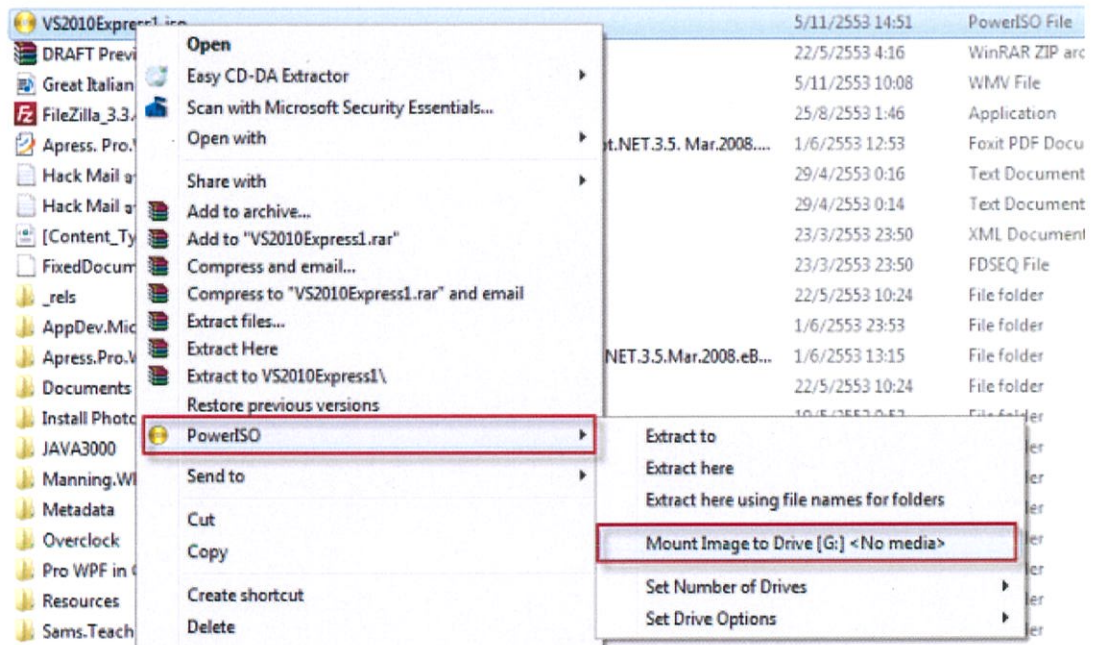 VS2010Express1.iso 5/11/2553 14:51 PowerISO File
DRAFT Previ 22/5/2553 4:16 WinRAR ZIP arc
Great Italian 5/11/2553 10:08 WMV File
FileZilla_3.3. 25/8/2553 1:46 Application
Apress. Pro. t.NET.3.5. Mar.2008.... 1/6/2553 12:53 Foxit PDF Docu
Hack Mail 29/4/2553 0:16 Text Document
Hack Mail 29/4/2553 0:14 Text Document
[Content_Ty 23/3/2553 23:50 XML Document
FixedDocum 23/3/2553 23:50 FDSEQ File
_rels 22/5/2553 10:24 File folder
AppDev.Mic 1/6/2553 23:53 File folder
Apress.Pro. NET.3.5.Mar.2008.eB... 1/6/2553 13:15 File folder
Documents 22/5/2553 10:24 File folder
Install Photo
JAVA3000
Manning.WI
Metadata
Overclock
Pro WPF in
Resources
Sams.Teach
Open
Easy CD-DA Extractor
Scan with Microsoft Security Essentials...
Open with
Share with
Add to archive...
Add to "VS2010Express1.rar"
Compress and email...
Compress to "VS2010Express1.rar" and email
Extract files...
Extract Here
Extract to VS2010Express1\
Restore previous versions
PowerISO
Send to
Cut
Copy
Create shortcut
Delete
Extract to
Extract here
Extract here using file names for folders
Mount Image to Drive [G:] <No media>
Set Number of Drives
Set Drive Options